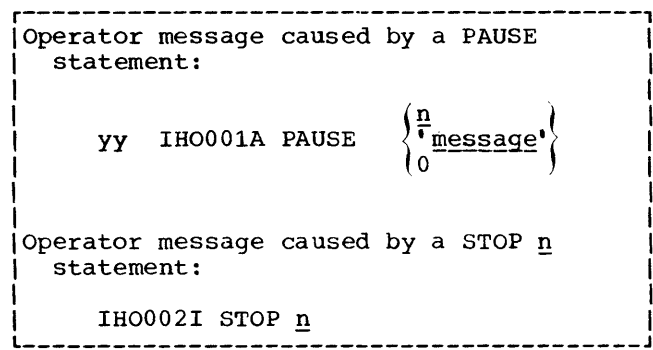 Operator message caused by a PAUSE
statement:
n
yy IHO001A PAUSE 'message'
0
Operator message caused by a STOP n
statement:
IHO002I STOP n